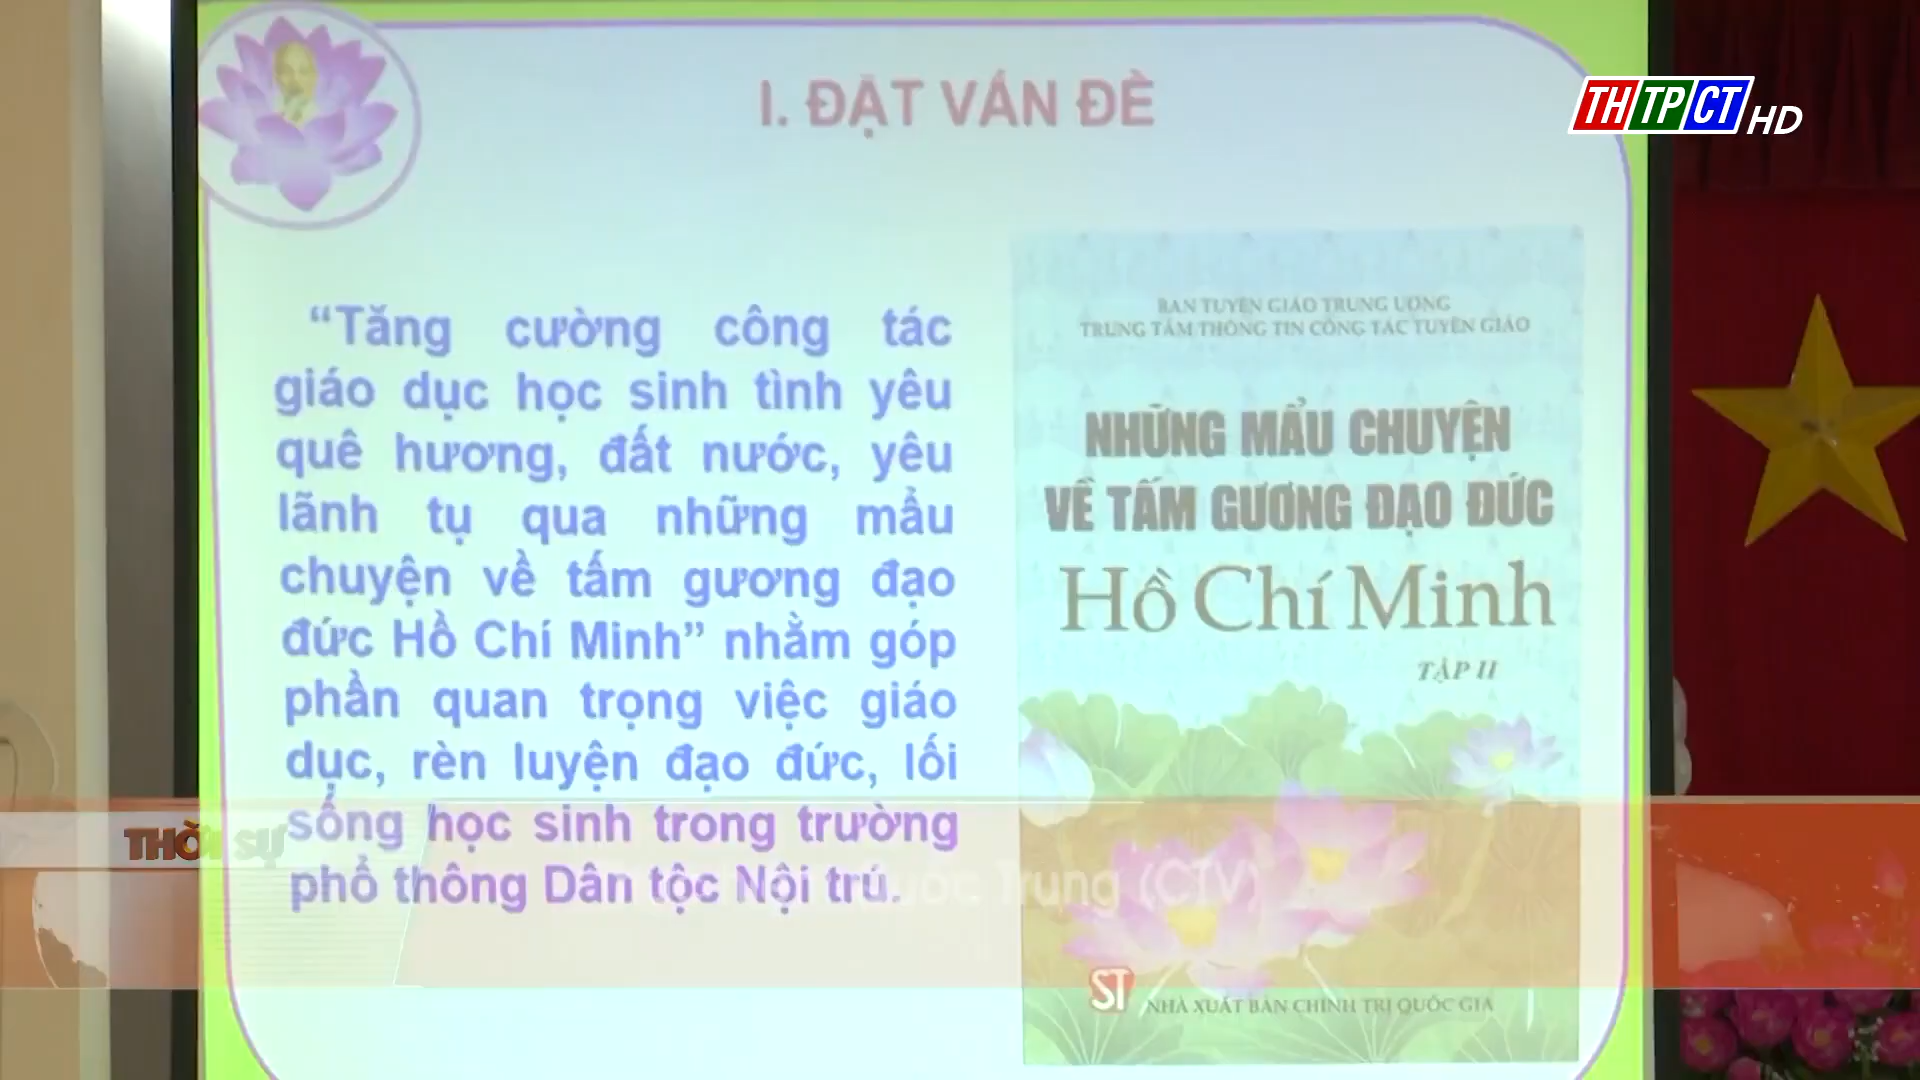 I. ĐẶT VẤN ĐỀ
THTPCT HD
“Tăng cường công tác
giáo dục học sinh tình yêu
quê hương, đất nước, yêu
lãnh tụ qua những mẩu
chuyện về tấm gương đạo
đức Hồ Chí Minh” nhằm góp
phần quan trọng việc giáo
dục, rèn luyện đạo đức, lối
sống học sinh trong trường
phổ thông Dân tộc Nội trú.
BAN TUYÊN GIÁO TRUNG ƯƠNG
TRUNG TÂM THÔNG TIN CÔNG TÁC TUYÊN GIÁO
NHỮNG MẨU CHUYỆN
VỀ TẤM GƯƠNG ĐẠO ĐỨC
Hồ Chí Minh
TẬP II
ST
NHÀ XUẤT BẢN CHÍNH TRỊ QUỐC GIA
THỜI SỰ
Quốc Trung (CTV)